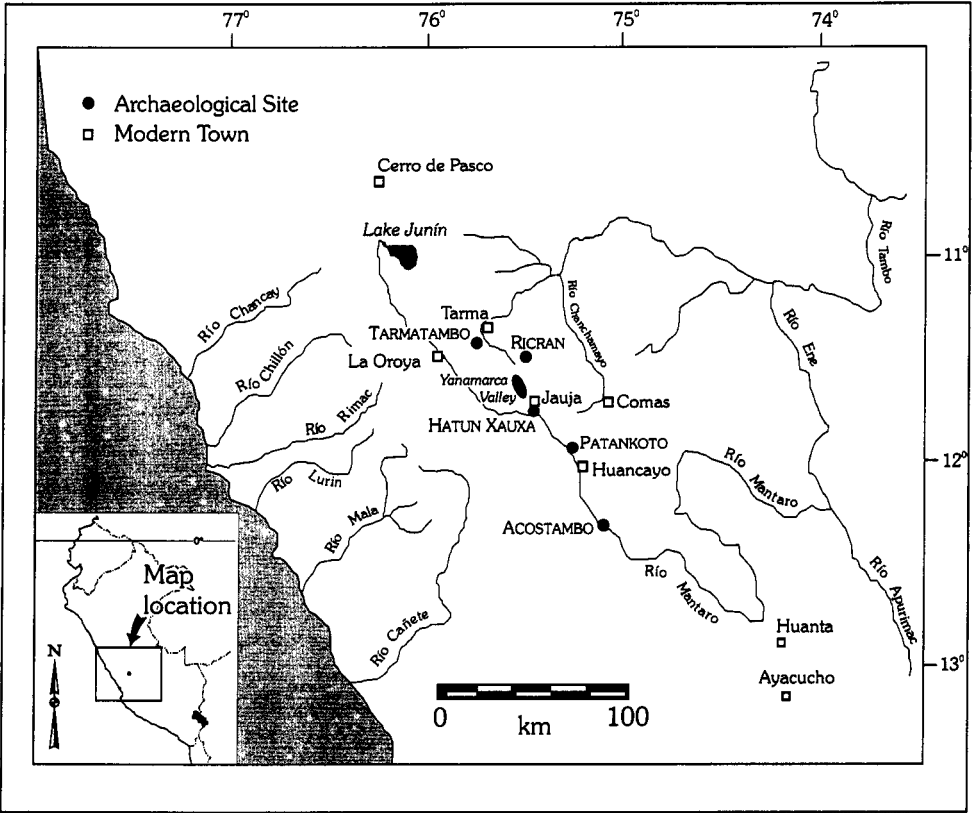 77° 76° 75° 74°
Archaeological Site
Modern Town
Cerro de Pasco
Lake Junín
11°
Río Tambo
Río Chancay
Río Chanchamayo
Río Ene
Tarma
TARMATAMBO
RICRAN
Río Chillón
La Oroya
Yanamarca
Valley
Jauja
Comas
Río Rimac
HATUN XAUXA
PATANKOTO
12°
Huancayo
Río Lurin
Río Mantaro
Río Mala
ACOSTAMBO
0°
Map
location
Río Mantaro
Río Apurimac
Río Cañete
Huanta
N
13°
Ayacucho
0 100
km